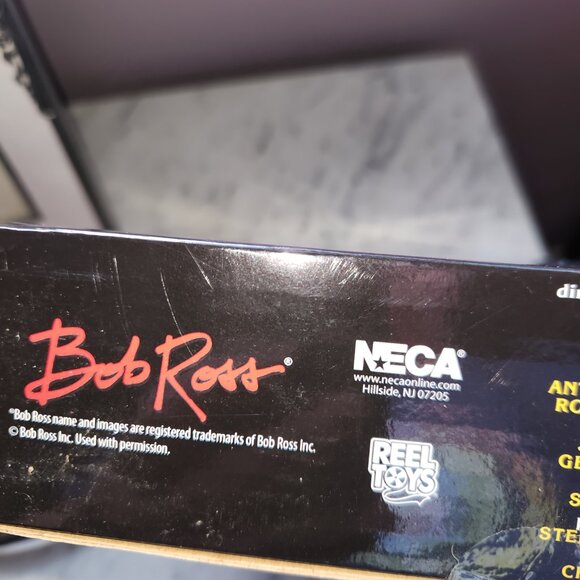 Bob Ross®
®Bob Ross name and images are registered trademarks of Bob Ross Inc.
© Bob Ross Inc. Used with permission.
NECA®
www.necaonline.com
Hillside, NJ 07205
REEL
TOYS